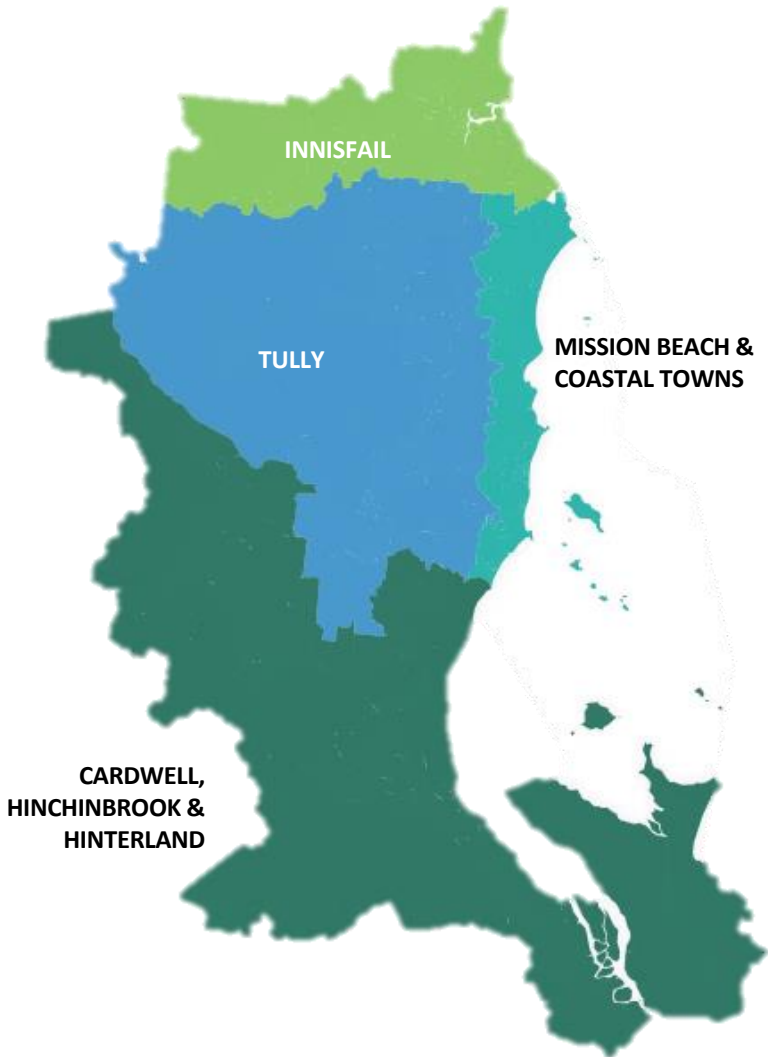 INNISFAIL
TULLY
MISSION BEACH &
COASTAL TOWNS
CARDWELL,
HINCHINBROOK &
HINTERLAND